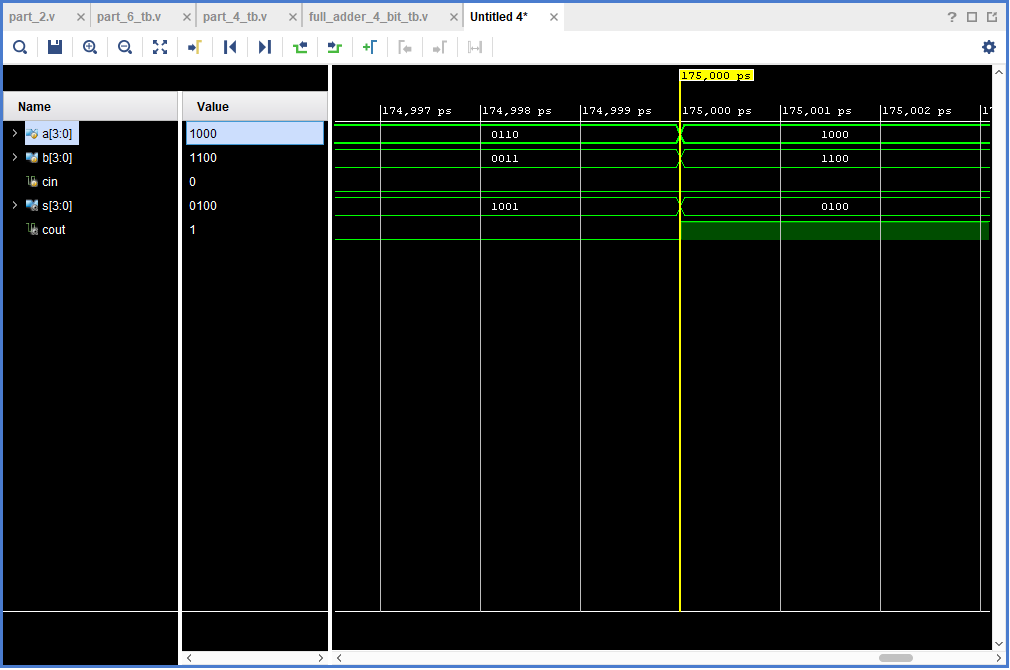 part_2.v part_6_tb.v part_4_tb.v full_adder_4_bit_tb.v Untitled 4*
175,000 ps
Name Value 174,997 ps 174,998 ps 174,999 ps 175,000 ps 175,001 ps 175,002 ps
a[3:0] 1000 0110 1000
b[3:0] 1100 0011 1100
cin 0
s[3:0] 0100 1001 0100
cout 1